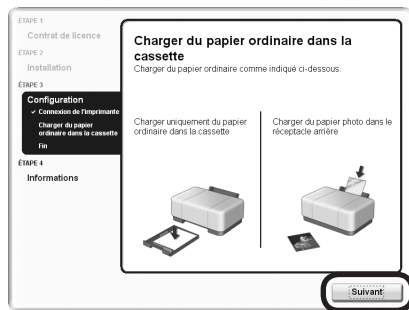 ÉTAPE 1
Contrat de licence
ÉTAPE 2
Installation
ÉTAPE 3
Configuration
✓ Connexion de l'imprimante
Charger du papier
ordinaire dans la cassette
Fin
ÉTAPE 4
Informations
Charger du papier ordinaire dans la
cassette
Charger du papier ordinaire comme indiqué ci-dessous.
Charger uniquement du papier
ordinaire dans la cassette
Charger du papier photo dans le
réceptacle arrière
Suivant